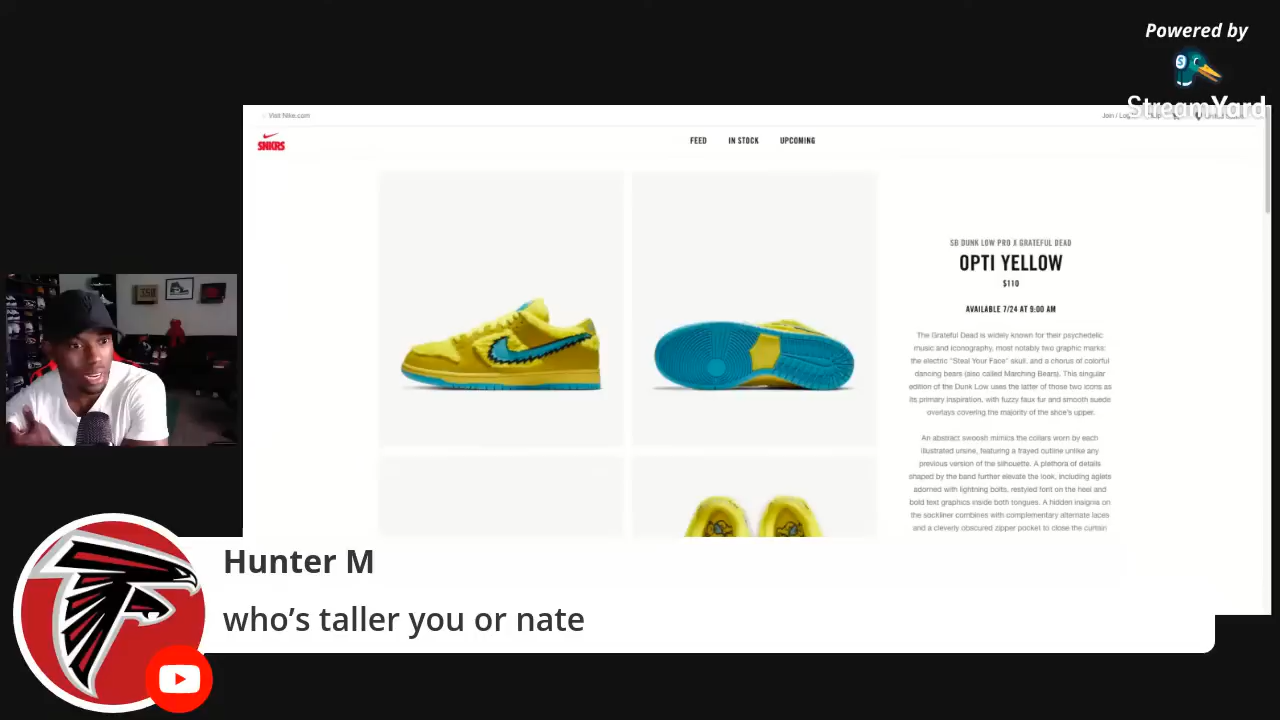 Powered by
StreamYard
Visit Nike.com
SNKRS
FEED
IN STOCK
UPCOMING
SB DUNK LOW PRO X GRATEFUL DEAD
OPTI YELLOW
$110
AVAILABLE 7/24 AT 9:00 AM
The Grateful Dead is widely known for their psychedelic
music and iconography, most notably two graphic marks:
the electric "Steal Your Face" skull, and a chorus of colorful
dancing bears (also called Marching Bears). This singular
edition of the Dunk Low uses the latter of those two icons as
its primary inspiration, with fuzzy faux fur and smooth suede
overlays covering the majority of the shoe's upper.
An abstract swoosh mimics the collars worn by each
illustrated ursine, featuring a frayed outline unlike any
previous version of the silhouette. A plethora of details
shaped by the band further elevate the look, including aglets
adorned with lightning bolts, restyled font on the heel and
bold text graphics inside both tongues. A hidden insignia on
the sockliner combines with complementary alternate laces
and a cleverly obscured zipper pocket to close the curtain
350
Hunter M
who's taller you or nate